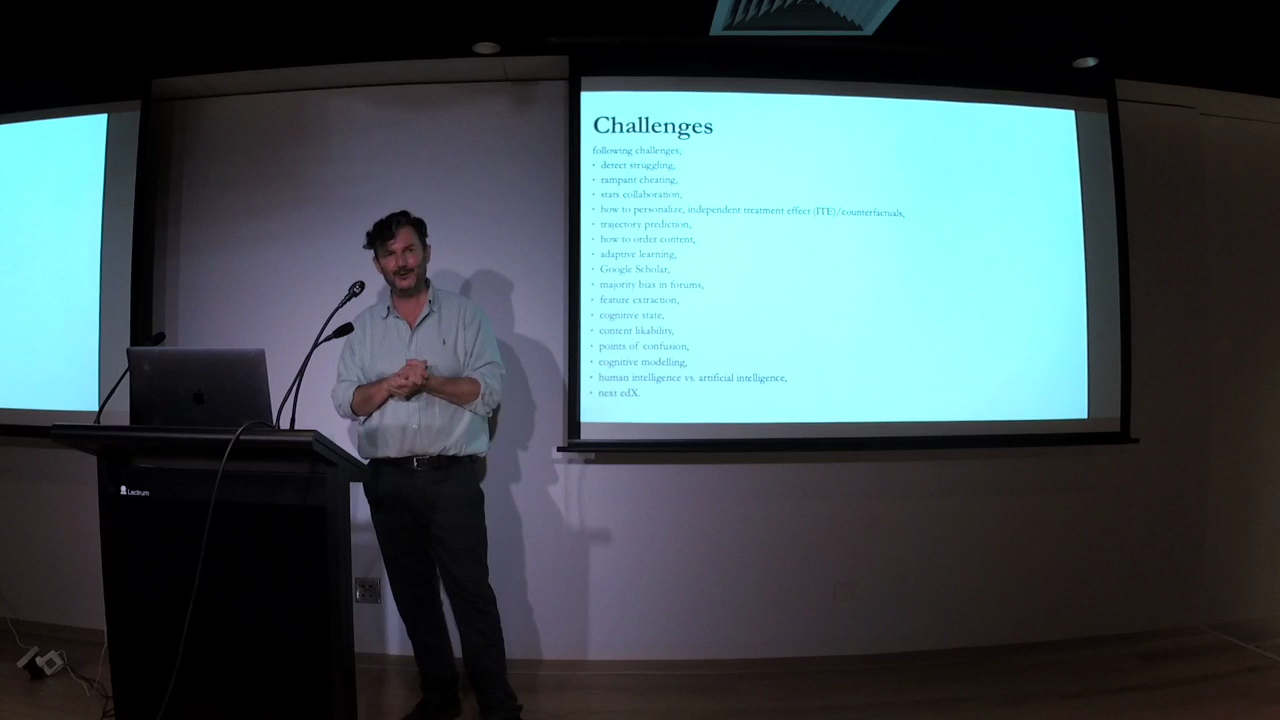 Challenges
following challenges;
• detect struggling,
• rampant cheating,
• stats collaboration,
• how to personalize, independent treatment effect (ITE)/counterfactuals,
• trajectory prediction,
• how to order content,
• adaptive learning,
• Google Scholar,
• majority bias in forums,
• feature extraction,
• cognitive state,
• content likability,
• points of confusion,
• cognitive modelling,
• human intelligence vs. artificial intelligence,
• next edX.
Lectrum